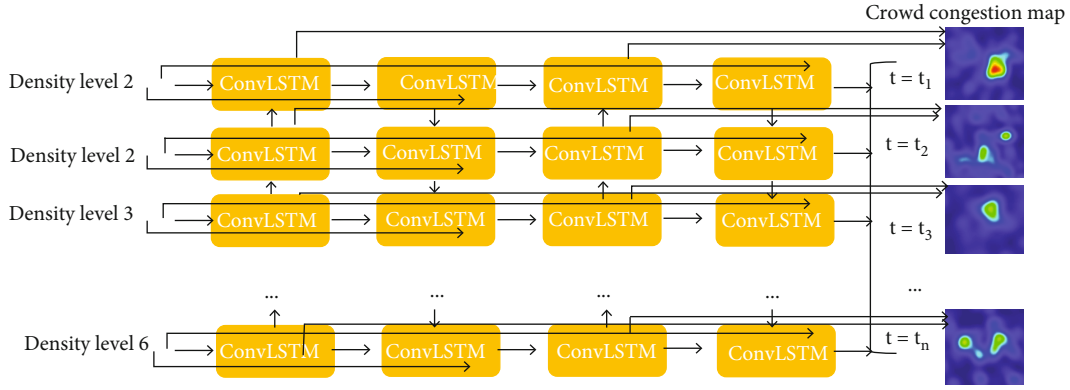 Crowd congestion map
Density level 2 ConvLSTM ConvLSTM ConvLSTM ConvLSTM t = t1
Density level 2 ConvLSTM ConvLSTM ConvLSTM ConvLSTM t = t2
Density level 3 ConvLSTM ConvLSTM ConvLSTM ConvLSTM t = t3
... ... ... ... ...
Density level 6 ConvLSTM ConvLSTM ConvLSTM ConvLSTM t = tn